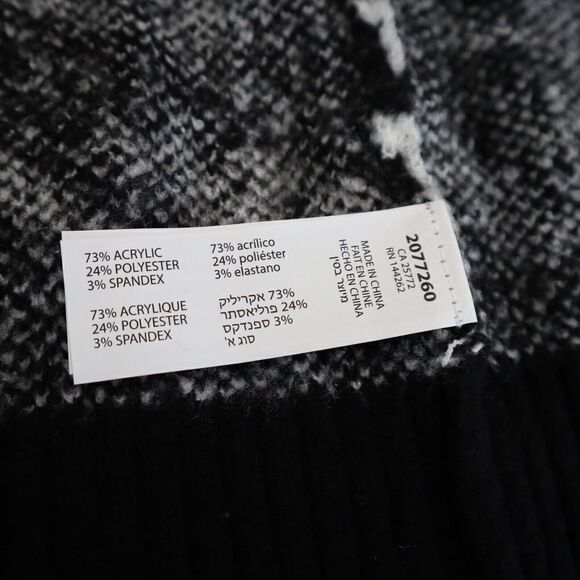 73% ACRYLIC
24% POLYESTER
3% SPANDEX
73% ACRYLIQUE
24% POLYESTER
3% SPANDEX
73% acrílico
24% poliéster
3% elastano
73% אקריליק
24% פוליאסתר
3% ספנדקס
סוג א'
MADE IN CHINA
FAIT EN CHINE
HECHO EN CHINA
מיוצר בסין
2077260
CA 25772
RN 144262